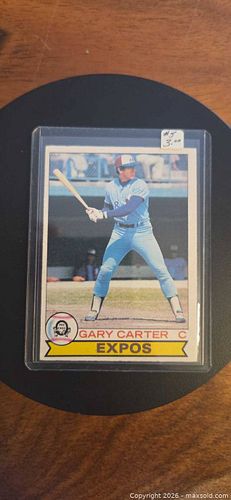 #5
3.00
GARY CARTER C
EXPOS
Copyright 2026 - maxsold.com